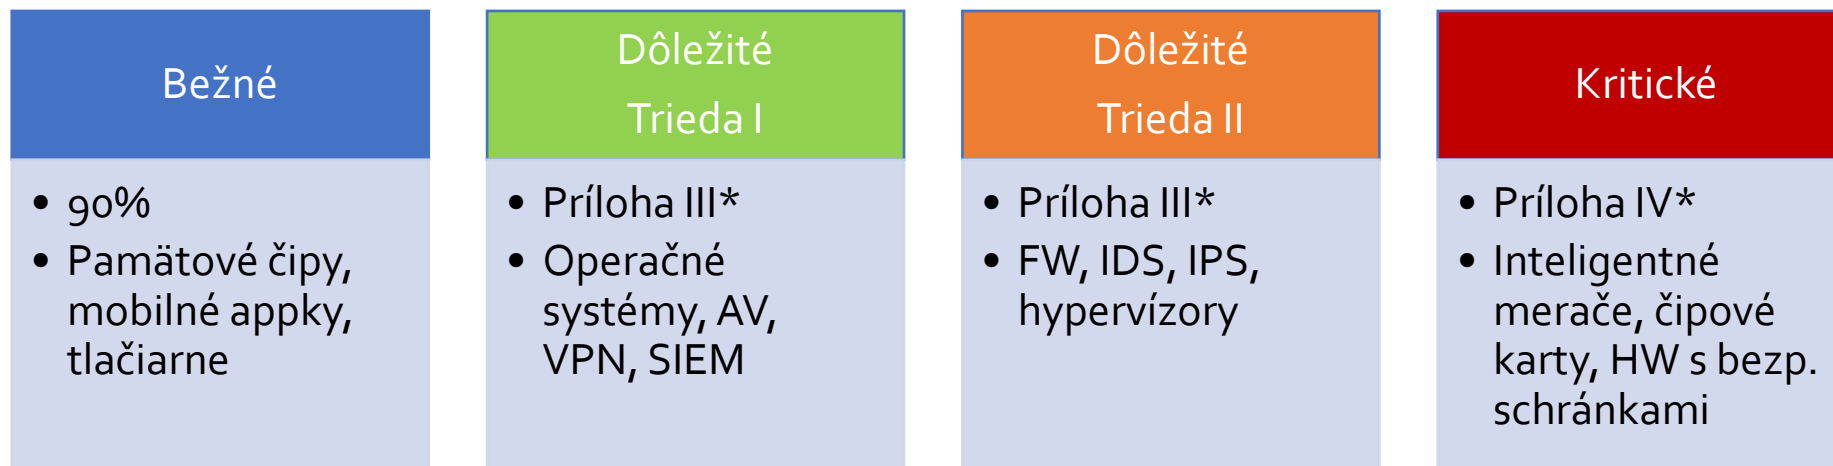 Bežné
• 90%
• Pamäťové čipy,
mobilné appky,
tlačiarne
Dôležité
Trieda I
• Príloha III*
• Operačné
systémy, AV,
VPN, SIEM
Dôležité
Trieda II
• Príloha III*
• FW, IDS, IPS,
hypervízory
Kritické
• Príloha IV*
• Inteligentné
merače, čipové
karty, HW s bezp.
schránkami